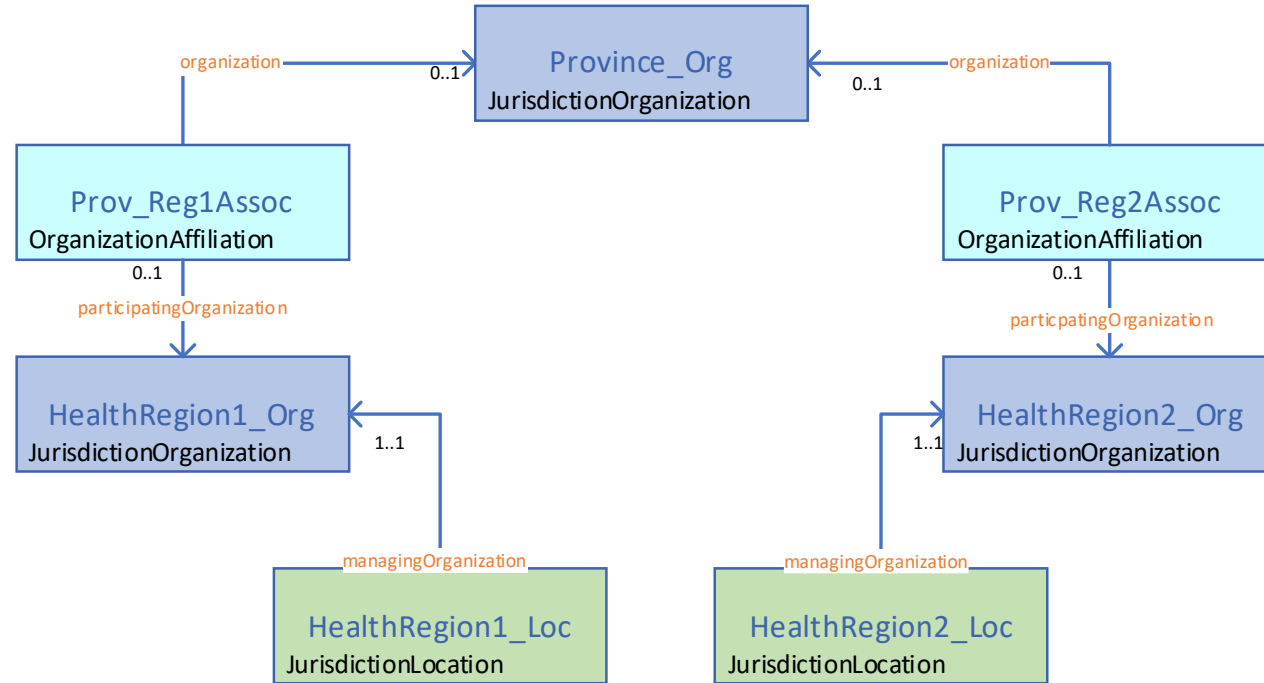 Province_Org
JurisdictionOrganization
organization
0..1
organization
0..1
Prov_Reg1Assoc
OrganizationAffiliation
0..1
participatingOrganization
Prov_Reg2Assoc
OrganizationAffiliation
0..1
particpatingOrganization
HealthRegion1_Org
JurisdictionOrganization
1..1
HealthRegion2_Org
JurisdictionOrganization
1..1
managingOrganization
HealthRegion1_Loc
JurisdictionLocation
managingOrganization
HealthRegion2_Loc
JurisdictionLocation